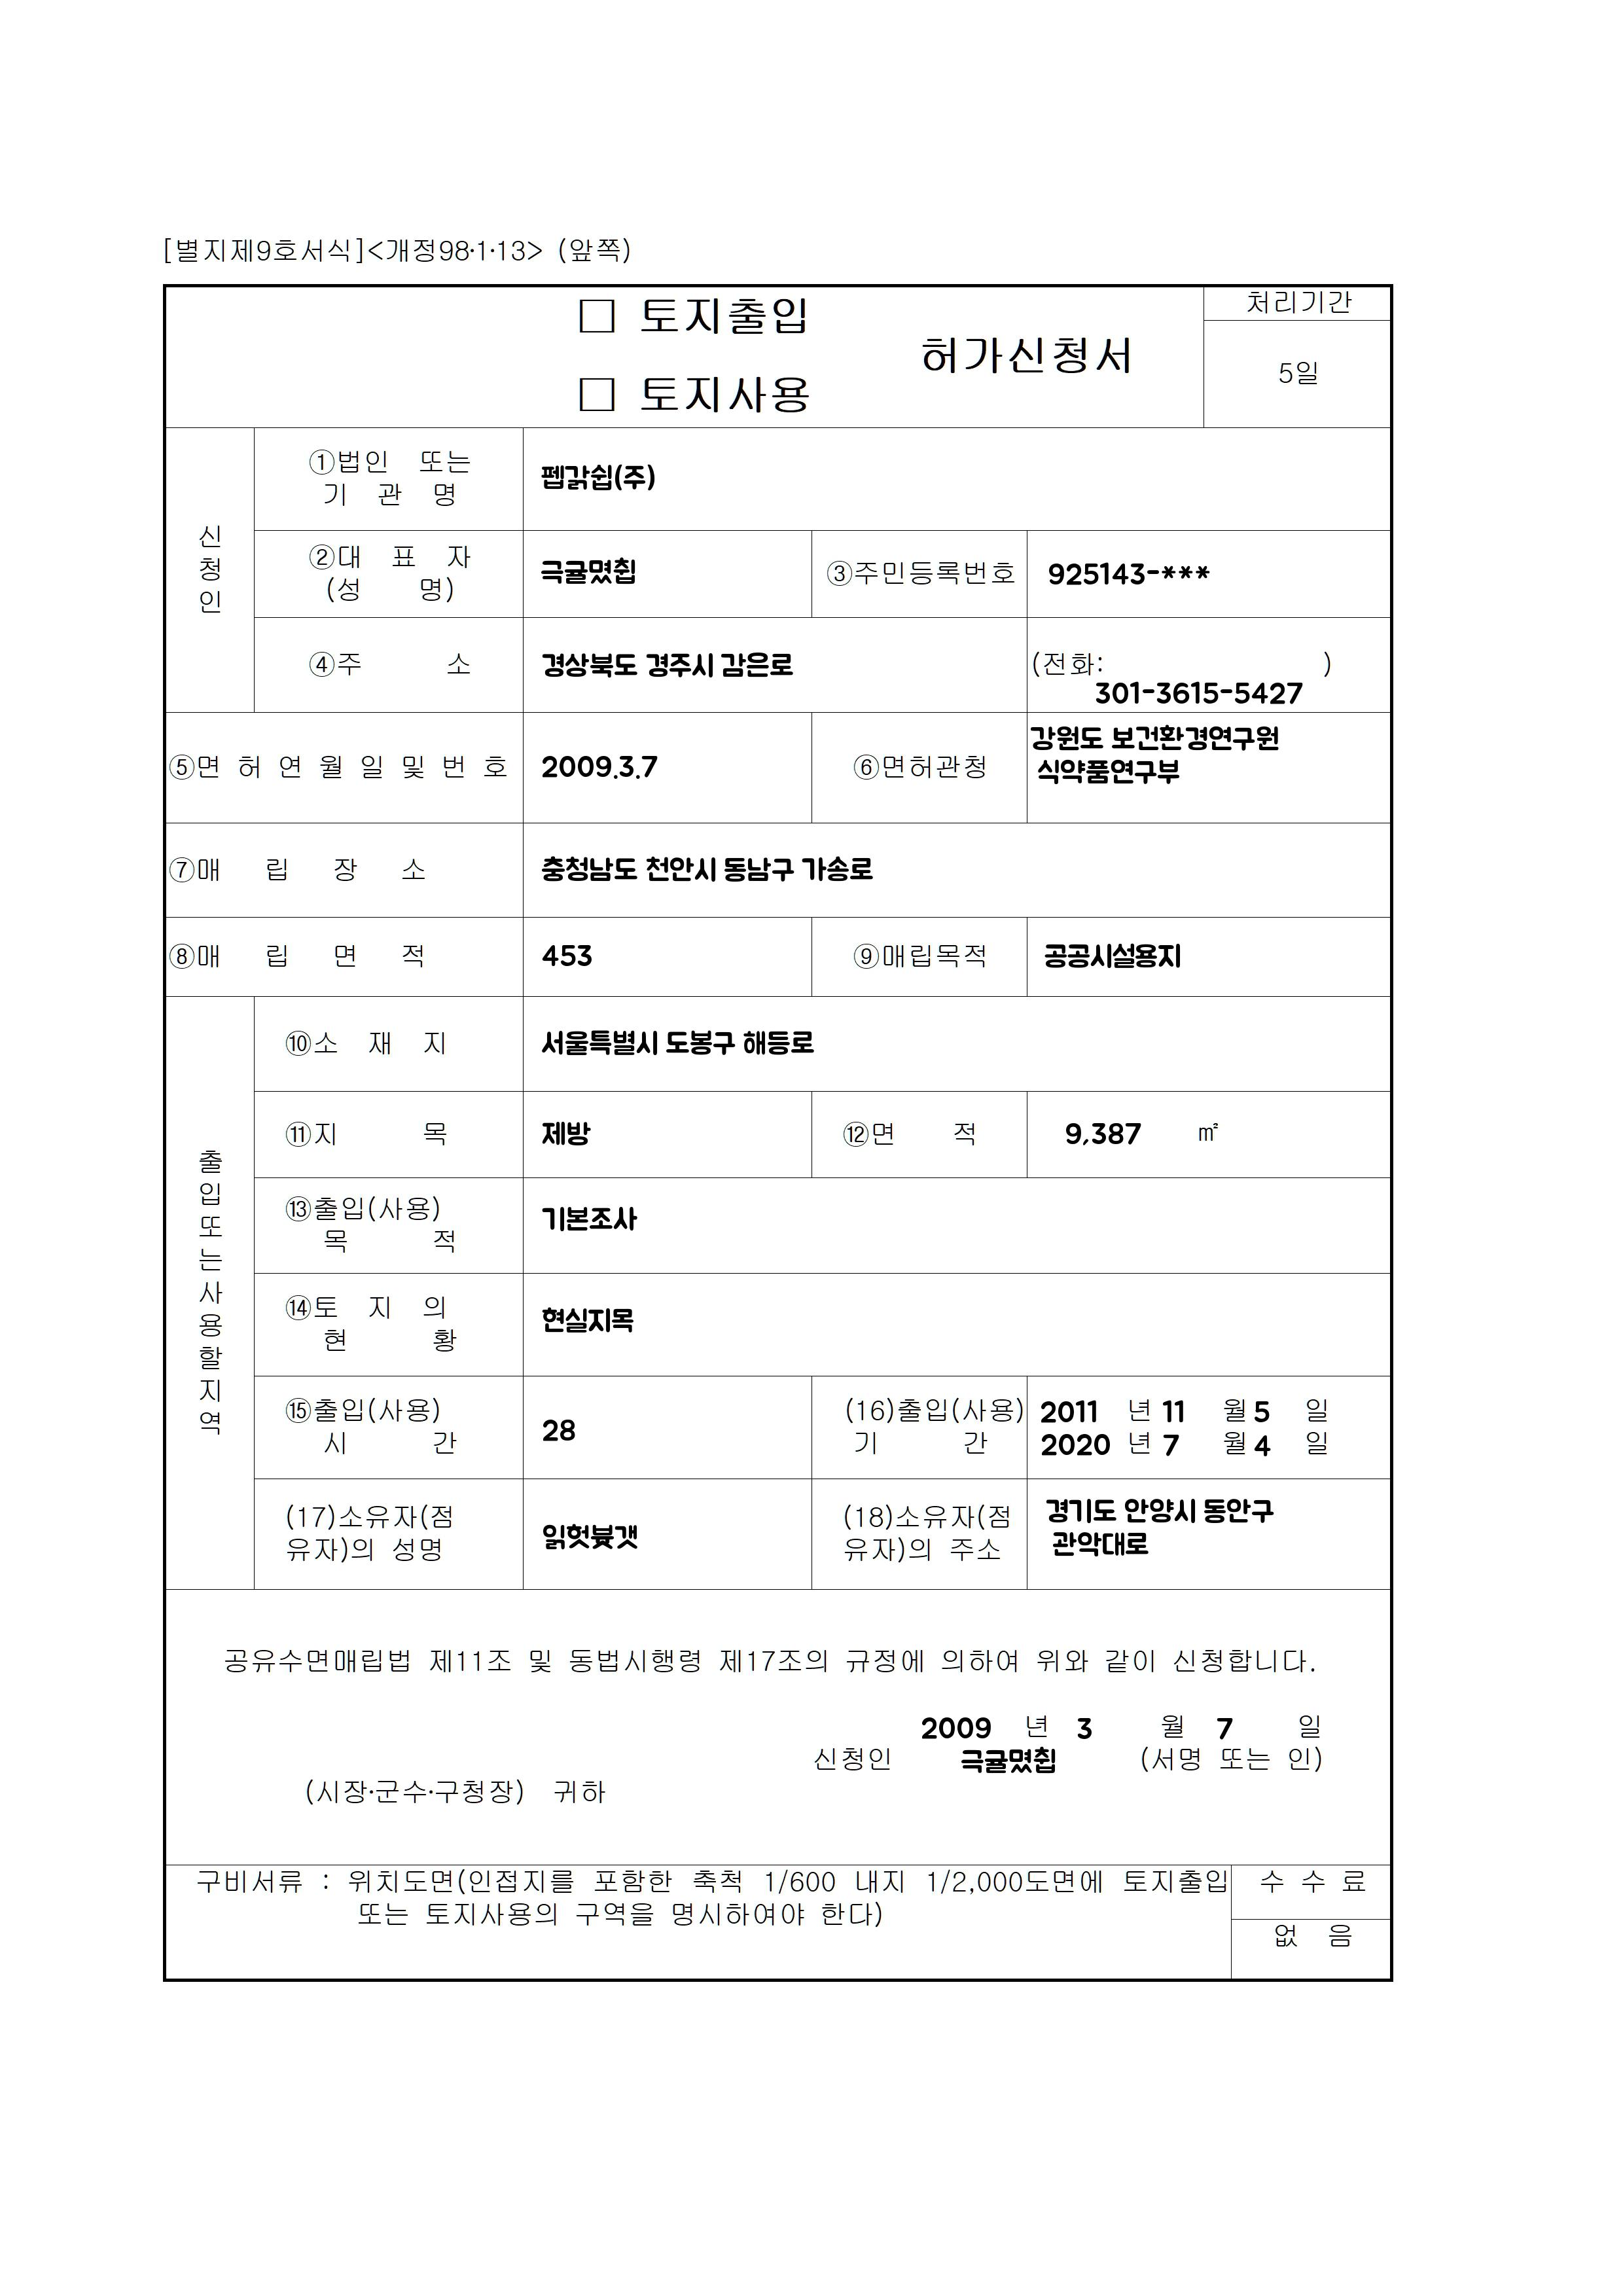 [별지제9호서식]<개정98·1·13> (앞쪽)
□ 토지출입
□ 토지사용
허가신청서
처리기간
5일
신청인
①법인 또는
기 관 명
펩갉쉽(주)
②대 표 자
(성 명)
극귤몄췹
③주민등록번호
925143-***
④주 소
경상북도 경주시 감은로
(전화: )
301-3615-5427
⑤면 허 연 월 일 및 번 호
2009.3.7
⑥면허관청
강원도 보건환경연구원
식약품연구부
⑦매 립 장 소
충청남도 천안시 동남구 가송로
⑧매 립 면 적
453
⑨매립목적
공공시설용지
출입또는사용할지역
⑩소 재 지
서울특별시 도봉구 해등로
⑪지 목
제방
⑫면 적
9,387 ㎡
⑬출입(사용)
목 적
기본조사
⑭토 지 의
현 황
현실지목
⑮출입(사용)
시 간
28
(16)출입(사용)
기 간
2011 년 11 월 5 일
2020 년 7 월 4 일
(17)소유자(점
유자)의 성명
읽헛뷷갯
(18)소유자(점
유자)의 주소
경기도 안양시 동안구
관악대로
공유수면매립법 제11조 및 동법시행령 제17조의 규정에 의하여 위와 같이 신청합니다.
2009 년 3 월 7 일
신청인 극귤몄췹 (서명 또는 인)
(시장·군수·구청장) 귀하
구비서류 : 위치도면(인접지를 포함한 축척 1/600 내지 1/2,000도면에 토지출입
또는 토지사용의 구역을 명시하여야 한다)
수 수 료
없 음